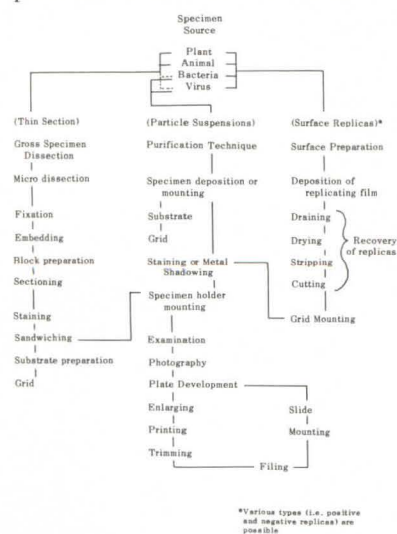 Specimen
Source
Plant
Animal
Bacteria
Virus
(Thin Section)
Gross Specimen
Dissection
Micro dissection
Fixation
Embedding
Block preparation
Sectioning
Staining
Sandwiching
Substrate preparation
Grid
(Particle Suspensions)
Purification Technique
Specimen deposition or
mounting
Substrate
Grid
Staining or Metal
Shadowing
Specimen holder
mounting
Examination
Photography
Plate Development
Enlarging
Printing
Trimming
(Surface Replicas)*
Surface Preparation
Deposition of
replicating film
Draining
Drying
Stripping
Cutting
Recovery
of replicas
Grid Mounting
Slide
Mounting
Filing
*Various types (i.e. positive
and negative replicas) are
possible